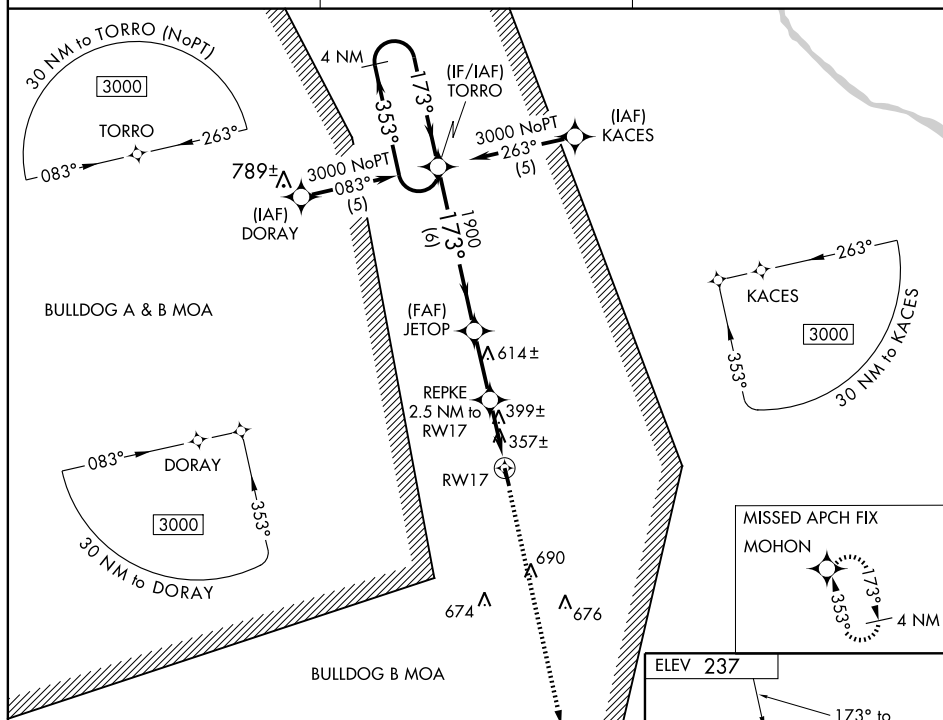 30 NM to TORRO (NoPT)
3000
TORRO
083°
263°
4 NM
173°
353°
(IF/IAF)
TORRO
(IAF)
KACES
3000 NoPT
263°
(5)
789±
3000 NoPT
083°
(5)
(IAF)
DORAY
1900
173°
(6)
BULLDOG A & B MOA
(FAF)
JETOP
614±
REPKE
2.5 NM to
RW17
399±
357±
RW17
263°
KACES
3000
353°
30 NM to KACES
083°
DORAY
353°
3000
30 NM to DORAY
690
674
676
BULLDOG B MOA
MISSED APCH FIX
MOHON
173°
353°
4 NM
ELEV 237
173° to